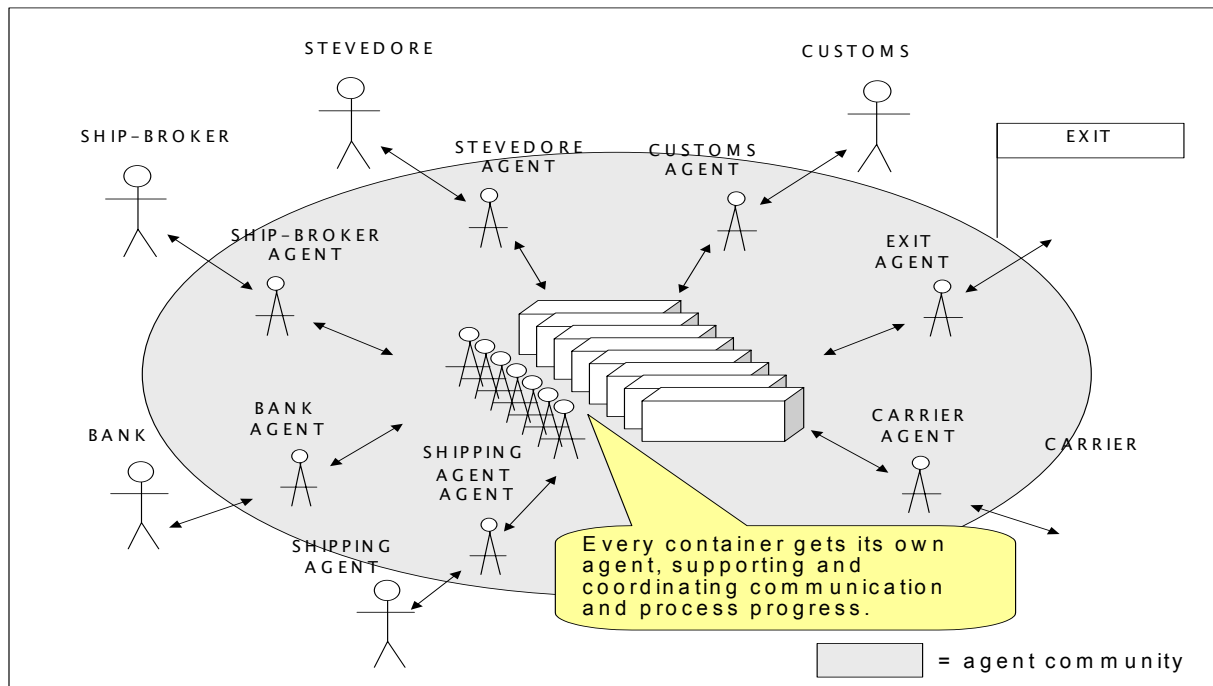 STEVEDORE
CUSTOMS
SHIP-BROKER
EXIT
STEVEDORE
AGENT
CUSTOMS
AGENT
SHIP-BROKER
AGENT
EXIT
AGENT
BANK
BANK
AGENT
SHIPPING
AGENT
AGENT
CARRIER
AGENT
CARRIER
SHIPPING
AGENT
Every container gets its own
agent, supporting and
coordinating communication
and process progress.
= agent community